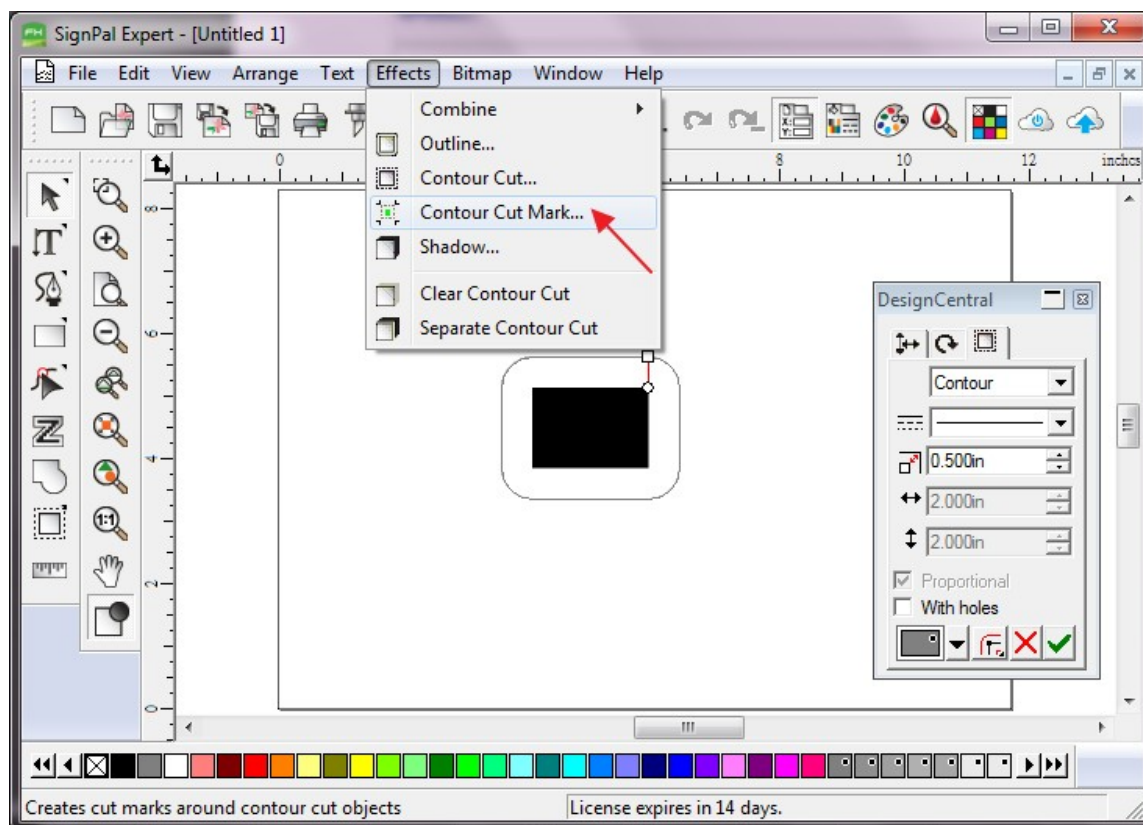 SignPal Expert - [Untitled 1]
File Edit View Arrange Text Effects Bitmap Window Help
Combine
Outline...
Contour Cut...
Contour Cut Mark...
Shadow...
Clear Contour Cut
Separate Contour Cut
0 8 10 12 inches
8
6
4
2
0
1:1
DesignCentral
Contour
0.500in
2.000in
2.000in
Proportional
With holes
Creates cut marks around contour cut objects
License expires in 14 days.